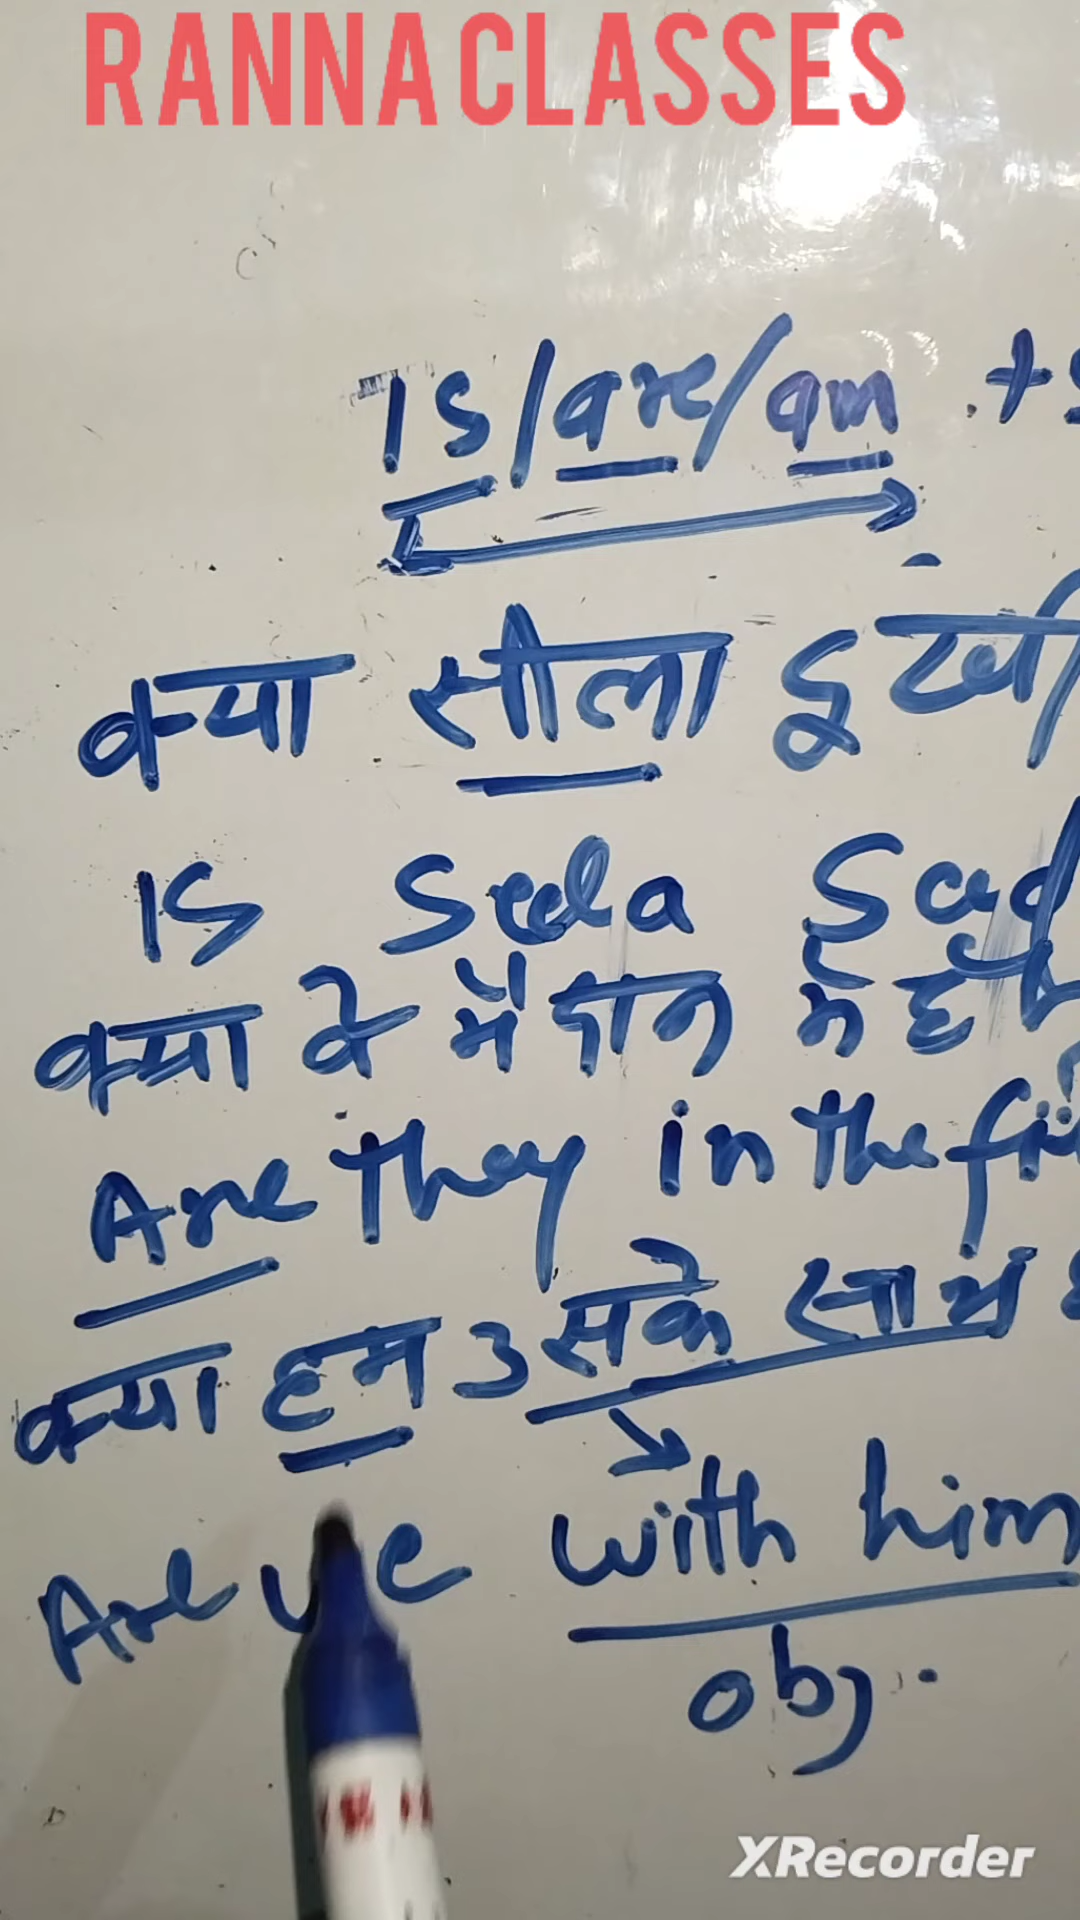 RANNA CLASSES
Is/are/am +
क्या सीला दुखी
Is Seela Sad
क्या वे मैदान में है
Are they in the
क्या हम उसके साथ
Are we with him
obj.
XRecorder